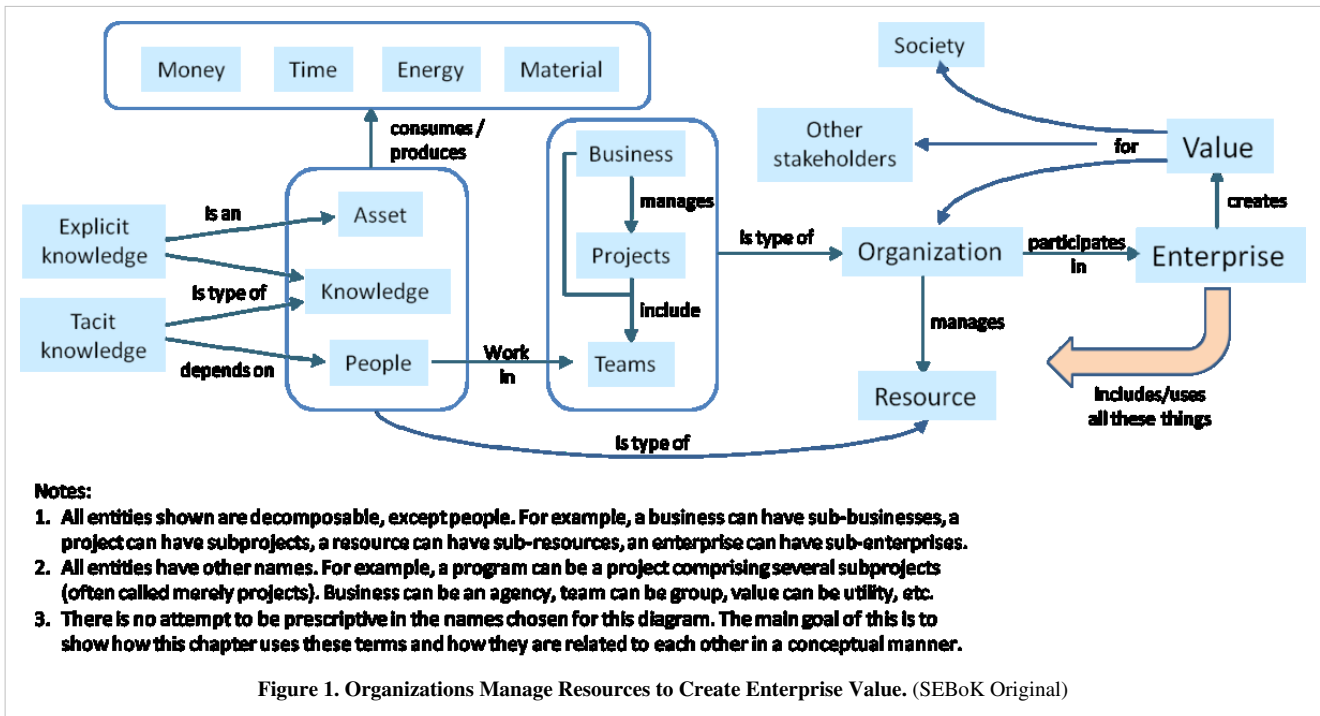 Money
Time
Energy
Material
Society
consumes /
produces
Business
Other
stakeholders
for
Value
Explicit
knowledge
is an
Asset
manages
creates
Projects
is type of
Organization
participates
in
Enterprise
is type of
Knowledge
include
manages
Tacit
knowledge
depends on
People
Work
in
Teams
Resource
includes/uses
all these things
is type of
Notes:
1. All entities shown are decomposable, except people. For example, a business can have sub-businesses, a
project can have subprojects, a resource can have sub-resources, an enterprise can have sub-enterprises.
2. All entities have other names. For example, a program can be a project comprising several subprojects
(often called merely projects). Business can be an agency, team can be group, value can be utility, etc.
3. There is no attempt to be prescriptive in the names chosen for this diagram. The main goal of this is to
show how this chapter uses these terms and how they are related to each other in a conceptual manner.
Figure 1. Organizations Manage Resources to Create Enterprise Value. (SEBoK Original)